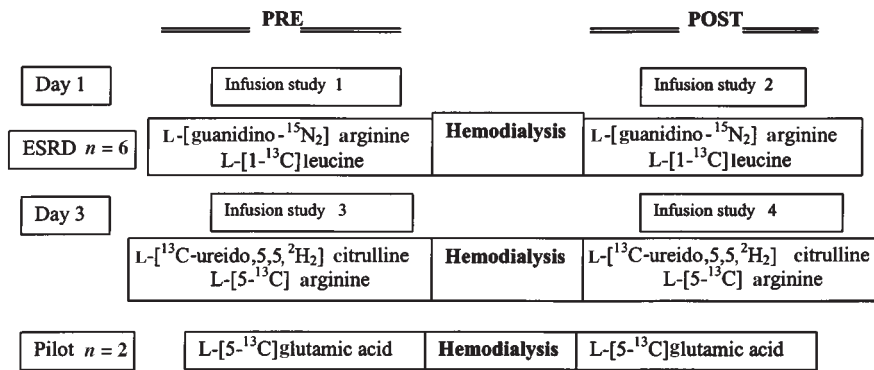 PRE POST
Day 1 Infusion study 1 Infusion study 2
ESRD n = 6 L-[guanidino-¹⁵N₂] arginine Hemodialysis L-[guanidino-¹⁵N₂] arginine
L-[1-¹³C]leucine L-[1-¹³C]leucine
Day 3 Infusion study 3 Infusion study 4
L-[¹³C-ureido,5,5,²H₂] citrulline Hemodialysis L-[¹³C-ureido,5,5,²H₂] citrulline
L-[5-¹³C] arginine L-[5-¹³C] arginine
Pilot n = 2 L-[5-¹³C]glutamic acid Hemodialysis L-[5-¹³C]glutamic acid